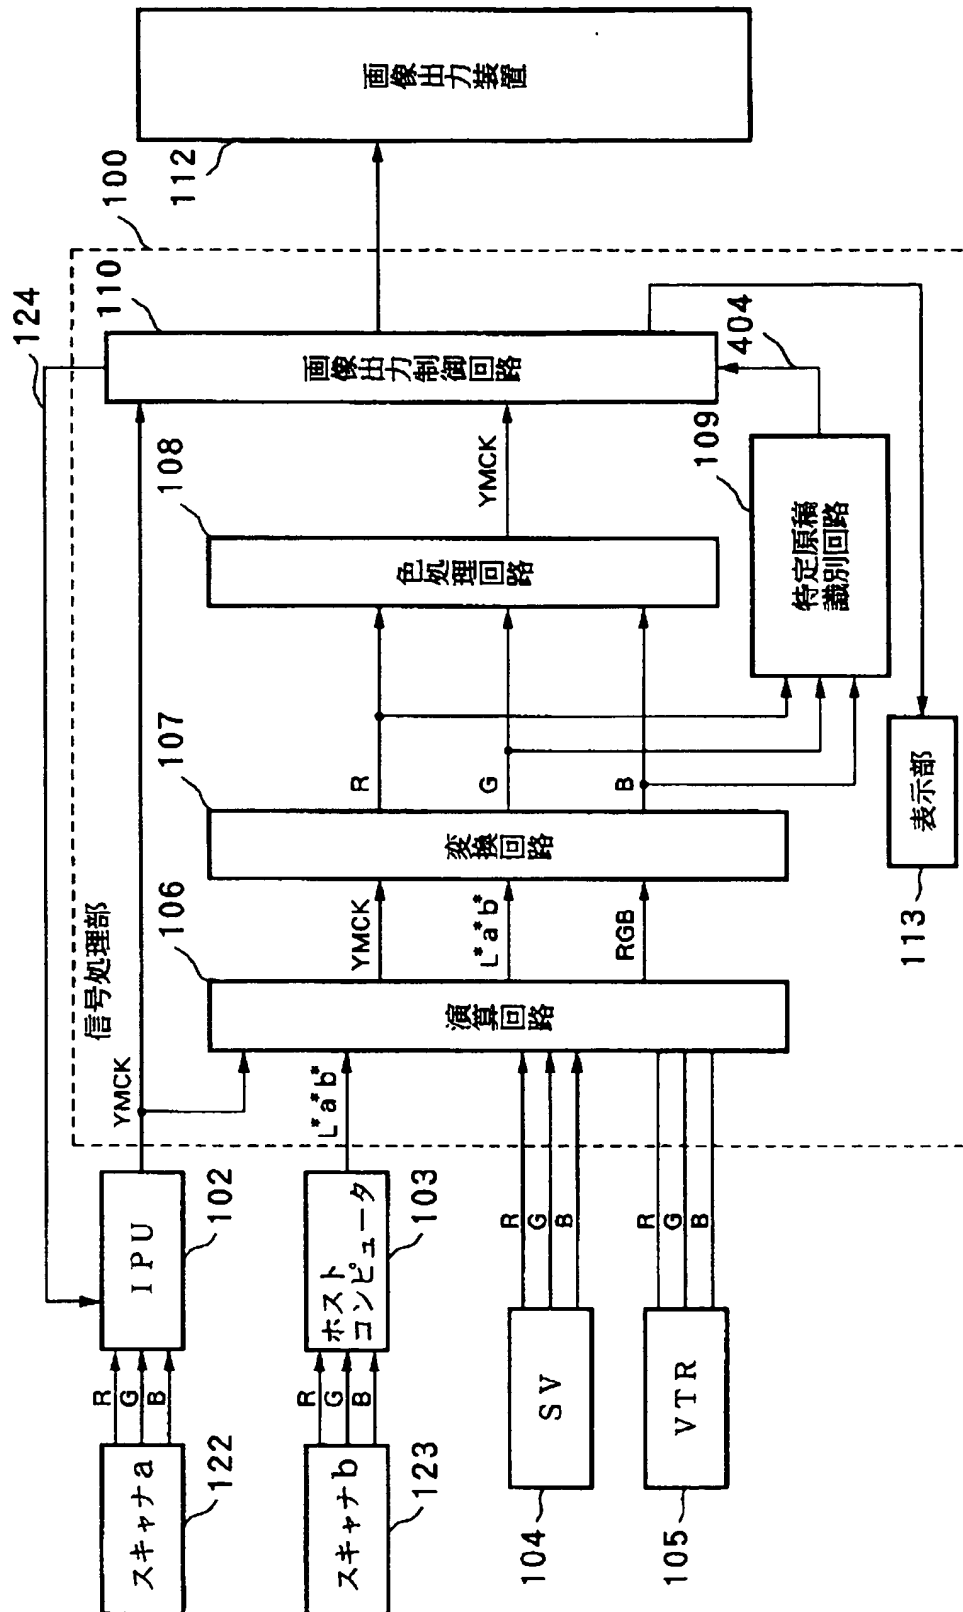 スキャナa
122
R
G
B
IPU
102
124
YMCK
信号処理部
100
スキャナb
123
R
G
B
ホスト
コンピュータ
103
L*a*b*
SV
104
R
G
B
VTR
105
R
G
B
演算回路
106
YMCK
L*a*b*
RGB
変換回路
107
R
G
B
色処理回路
108
YMCK
特定原稿
識別回路
109
404
画像出力制御回路
110
画像出力装置
112
表示部
113